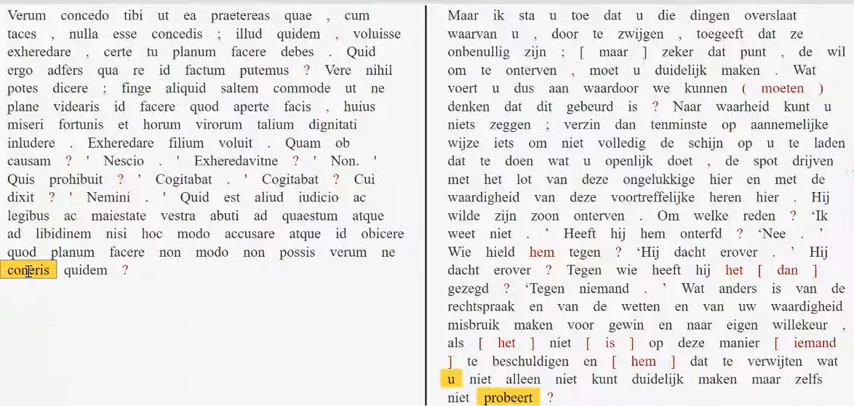 Verum concedo tibi ut ea praetereas quae , cum
taces , nulla esse concedis ; illud quidem , voluisse
exheredare , certe tu planum facere debes . Quid
ergo adfers qua re id factum putemus ? Vere nihil
potes dicere ; finge aliquid saltem commode ut ne
plane videaris id facere quod aperte facis , huius
miseri fortunis et horum virorum talium dignitati
inludere . Exheredare filium voluit . Quam ob
causam ? ' Nescio . ' Exheredavitne ? ' Non. '
Quis prohibuit ? ' Cogitabat . ' Cogitabat ? Cui
dixit ? ' Nemini . ' Quid est aliud iudicio ac
legibus ac maiestate vestra abuti ad quaestum atque
ad libidinem nisi hoc modo accusare atque id obicere
quod planum facere non modo non possis verum ne
coneris quidem ?
Maar ik sta u toe dat u die dingen overslaat
waarvan u , door te zwijgen , toegeeft dat ze
onbenullig zijn ; [ maar ] zeker dat punt , de wil
om te onterven , moet u duidelijk maken . Wat
voert u dus aan waardoor we kunnen ( moeten )
denken dat dit gebeurd is ? Naar waarheid kunt u
niets zeggen ; verzin dan tenminste op aannemelijke
wijze iets om niet volledig de schijn op u te laden
dat te doen wat u openlijk doet , de spot drijven
met het lot van deze ongelukkige hier en met de
waardigheid van deze voortreffelijke heren hier . Hij
wilde zijn zoon onterven . Om welke reden ? ‘Ik
weet niet . ’ Heeft hij hem onterfd ? ‘Nee . ’
Wie hield hem tegen ? ‘Hij dacht erover . ’ Hij
dacht erover ? Tegen wie heeft hij het [ dan ]
gezegd ? ‘Tegen niemand . ’ Wat anders is van de
rechtspraak en van de wetten en van uw waardigheid
misbruik maken voor gewin en naar eigen willekeur ,
als [ het ] niet [ is ] op deze manier [ iemand
] te beschuldigen en [ hem ] dat te verwijten wat
u niet alleen niet kunt duidelijk maken maar zelfs
niet probeert ?